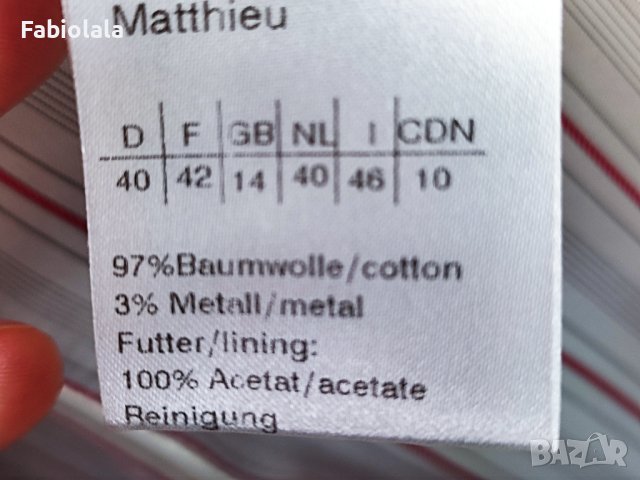 Fabiolala
Matthieu
D F GB NL I CDN
40 42 14 40 46 10
97%Baumwolle/cotton
3% Metall/metal
Futter/lining:
100% Acetat/acetate
Reinigung
BAZAR